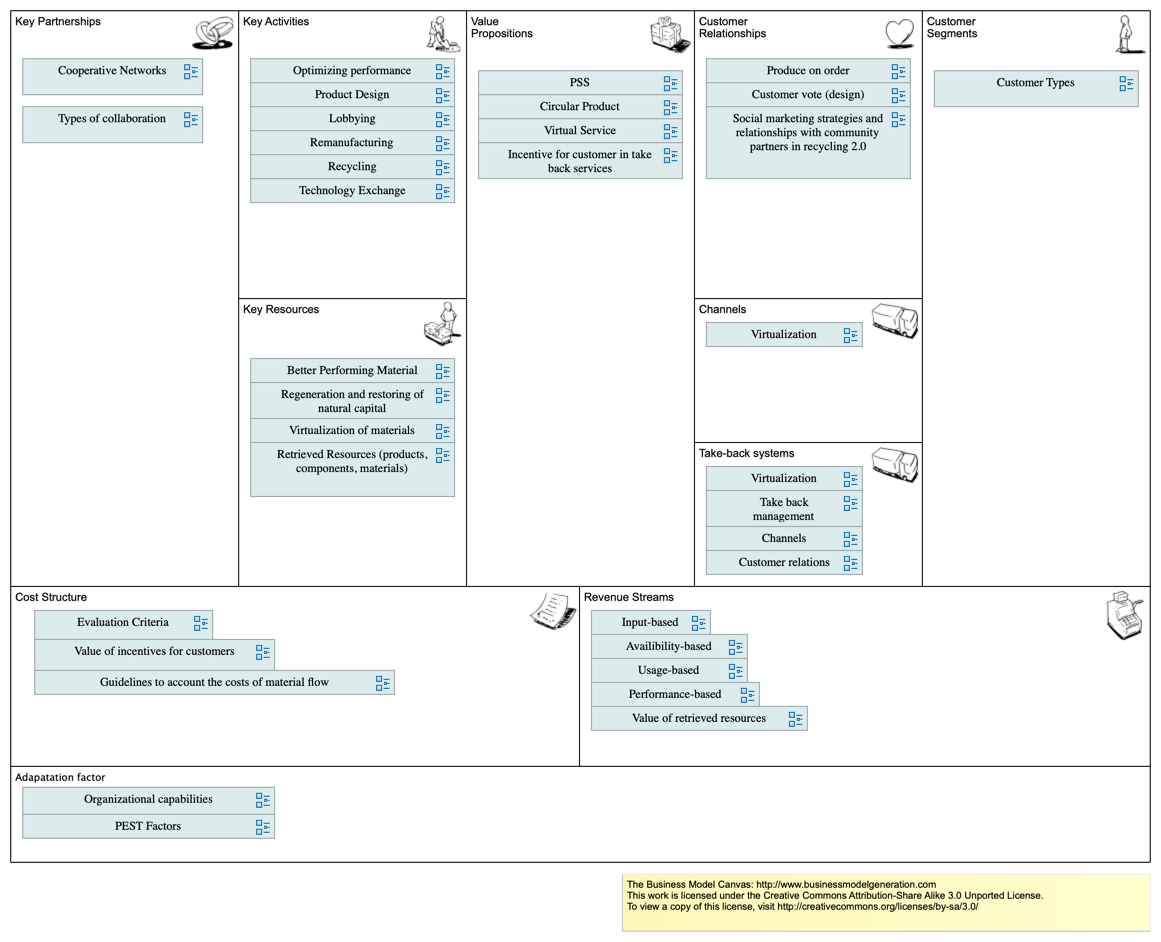 Key Partnerships
Cooperative Networks
Types of collaboration
Key Activities
Optimizing performance
Product Design
Lobbying
Remanufacturing
Recycling
Technology Exchange
Key Resources
Better Performing Material
Regeneration and restoring of
natural capital
Virtualization of materials
Retrieved Resources (products,
components, materials)
Value
Propositions
PSS
Circular Product
Virtual Service
Incentive for customer in take
back services
Customer
Relationships
Produce on order
Customer vote (design)
Social marketing strategies and
relationships with community
partners in recycling 2.0
Channels
Virtualization
Take-back systems
Virtualization
Take back
management
Channels
Customer relations
Customer
Segments
Customer Types
Cost Structure
Evaluation Criteria
Value of incentives for customers
Guidelines to account the costs of material flow
Revenue Streams
Input-based
Availibility-based
Usage-based
Performance-based
Value of retrieved resources
Adapatation factor
Organizational capabilities
PEST Factors
The Business Model Canvas: http://www.businessmodelgeneration.com
This work is licensed under the Creative Commons Attribution-Share Alike 3.0 Unported License.
To view a copy of this license, visit http://creativecommons.org/licenses/by-sa/3.0/